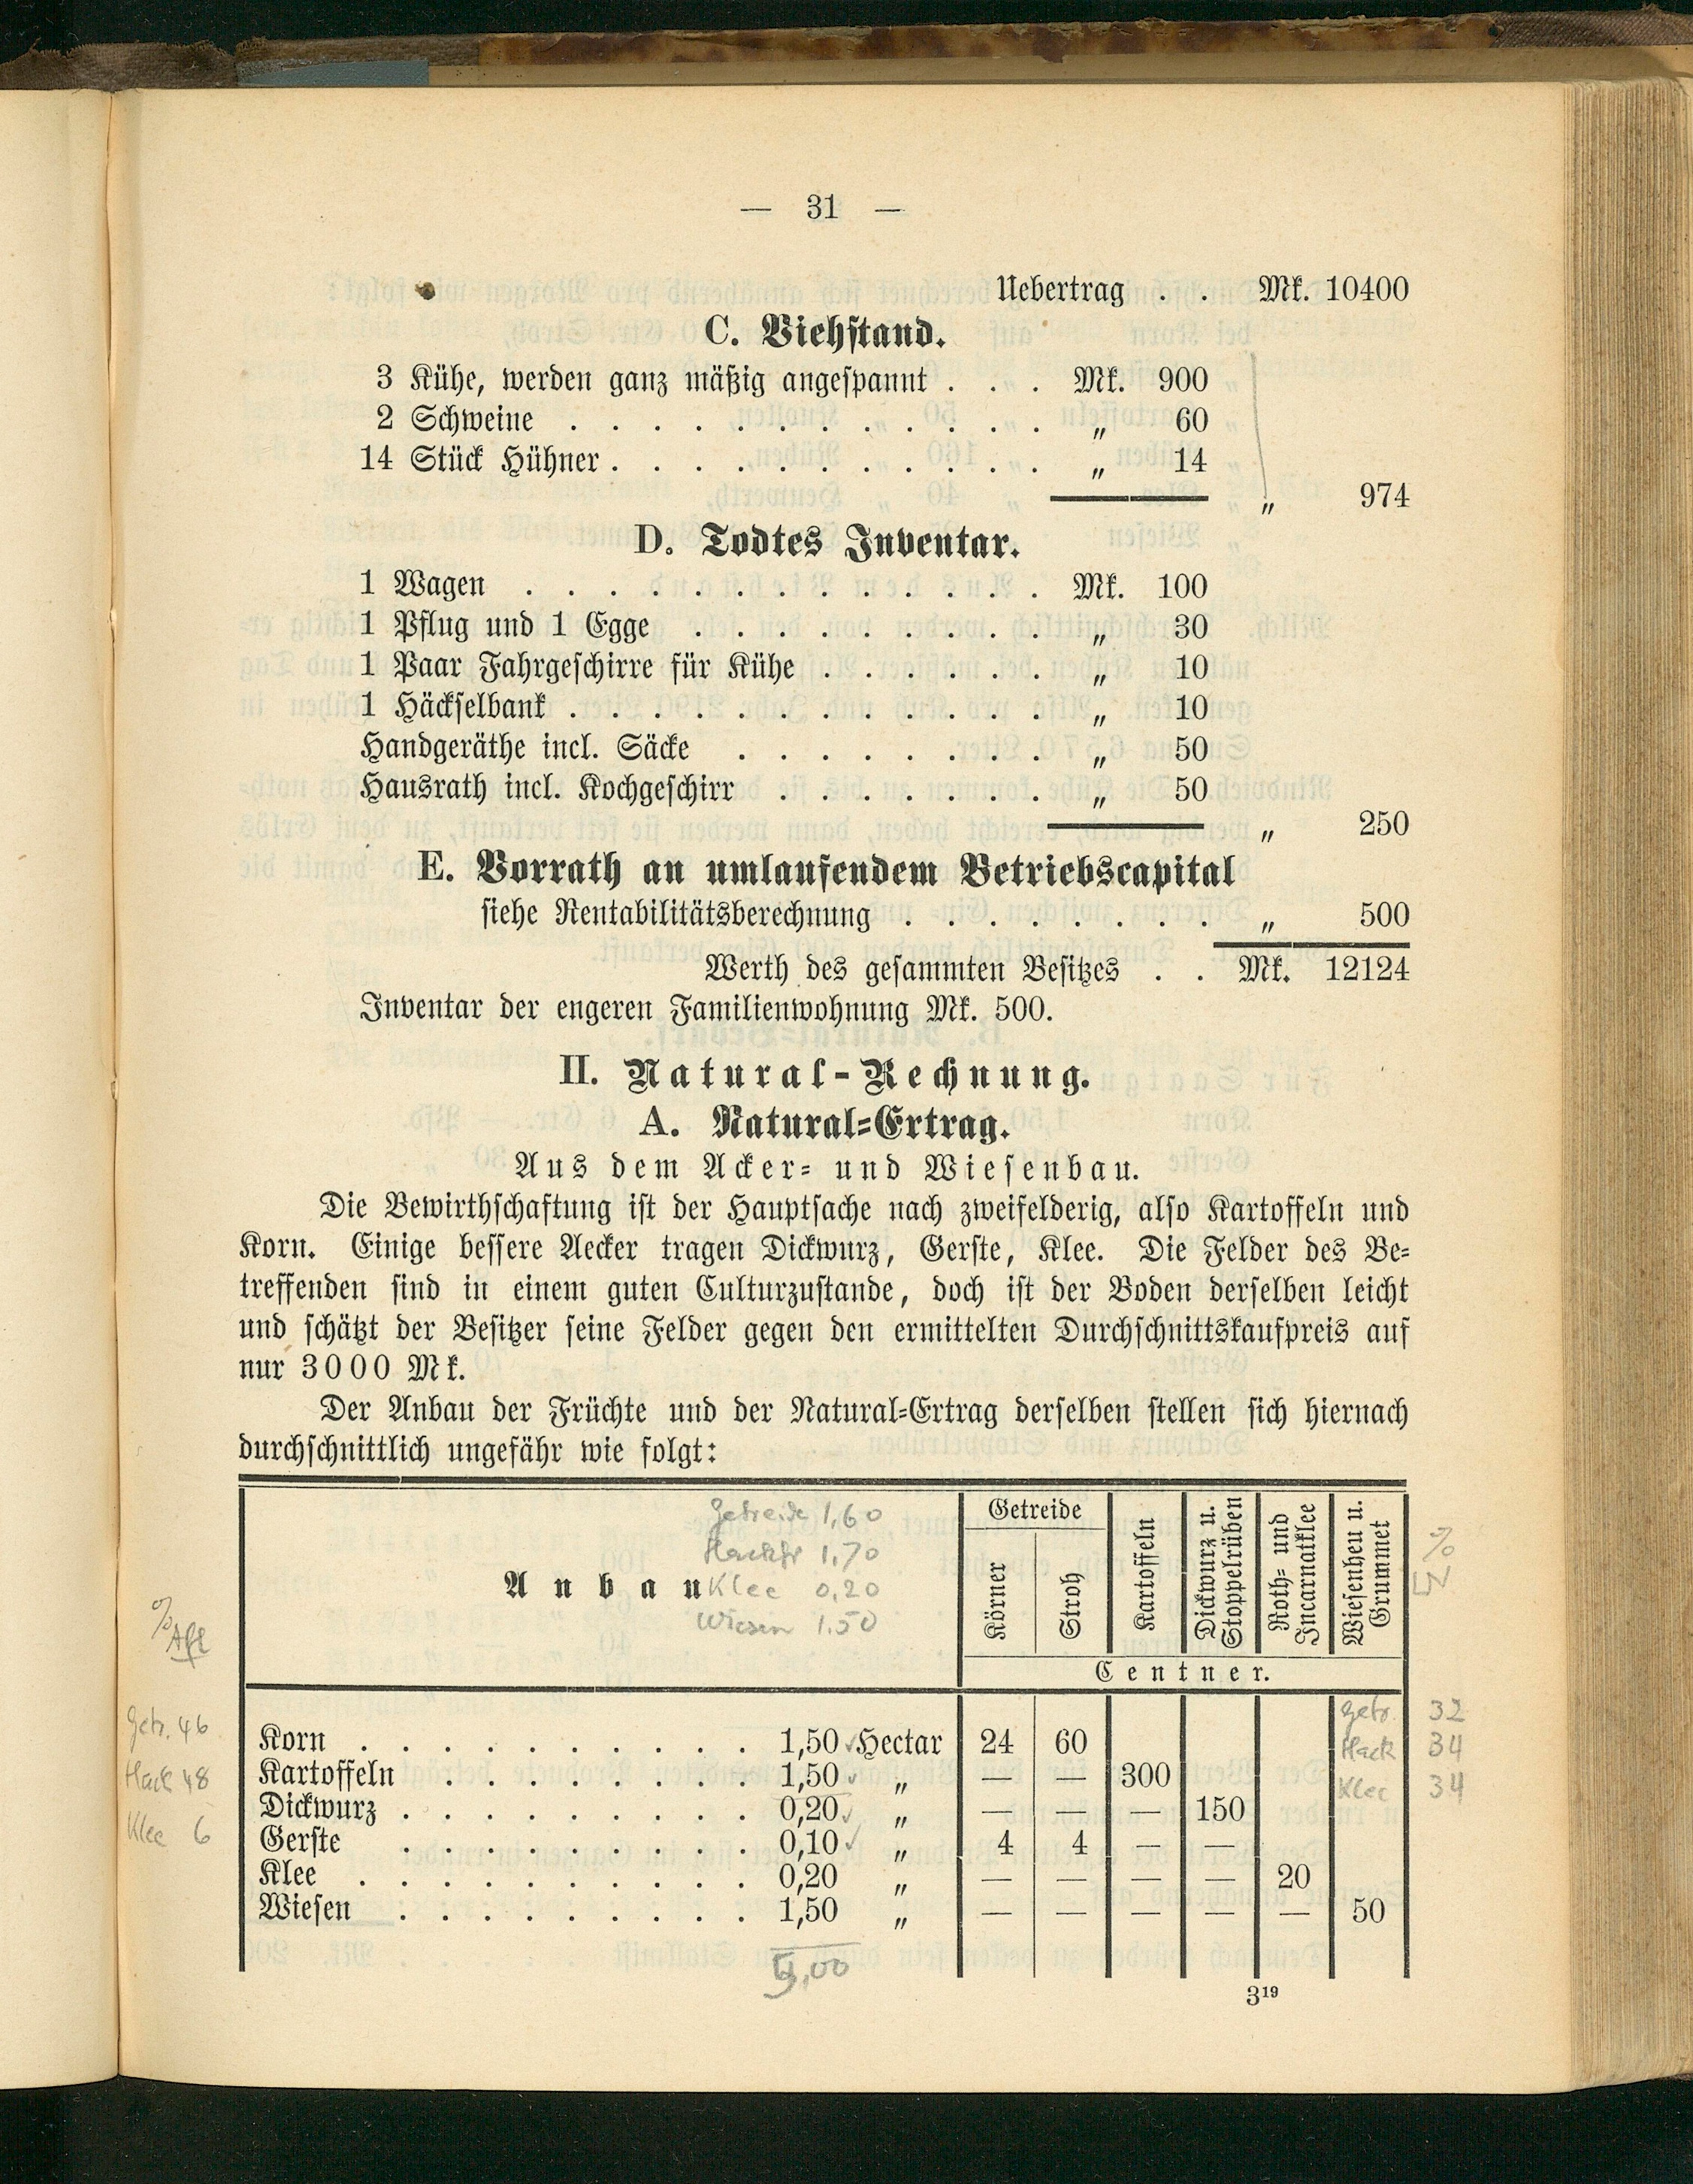 — 31 —
Uebertrag . . Mk. 10400
C. Viehstand.
3 Kühe, werden ganz mäßig angespannt . . . Mk. 900
2 Schweine . . . . . . . . . . . . „ 60
14 Stück Hühner . . . . . . . . . . . „ 14
„ 974
D. Todtes Inventar.
1 Wagen . . . . . . . . . . . . . Mk. 100
1 Pflug und 1 Egge . . . . . . . . . „ 30
1 Paar Fahrgeschirre für Kühe . . . . . . „ 10
1 Häckselbank . . . . . . . . . . . . „ 10
Handgeräthe incl. Säcke . . . . . . . . „ 50
Hausrath incl. Kochgeschirr . . . . . . . „ 50
„ 250
E. Vorrath an umlaufendem Betriebscapital
siehe Rentabilitätsberechnung . . . . . . . . „ 500
Werth des gesammten Besitzes . . Mk. 12124
Inventar der engeren Familienwohnung Mk. 500.
II. Natural-Rechnung.
A. Natural-Ertrag.
Aus dem Acker- und Wiesenbau.
Die Bewirthschaftung ist der Hauptsache nach zweifelderig, also Kartoffeln und
Korn. Einige bessere Aecker tragen Dickwurz, Gerste, Klee. Die Felder des Be-
treffenden sind in einem guten Culturzustande, doch ist der Boden derselben leicht
und schätzt der Besitzer seine Felder gegen den ermittelten Durchschnittskaufpreis auf
nur 3000 Mk.
Der Anbau der Früchte und der Natural-Ertrag derselben stellen sich hiernach
durchschnittlich ungefähr wie folgt:
Getreide 1,60
Hackfr 1,70
Klee 0,20
Wiesen 1.50
Anbau
Getreide
Körner
Stroh
Kartoffeln
Dickwurz u.
Stoppelrüben
Roth- und
Incarnatklee
Wiesenheu u.
Grummet
Centner.
% LN
% Afl
Getr. 46
Hack 48
Klee 6
Getr. 32
Hack 34
Klee 34
Korn . . . . . . . . . . 1,50 Hectar 24 60
Kartoffeln . . . . . . . . 1,50 „ — — 300
Dickwurz . . . . . . . . . 0,20 „ — — — 150
Gerste . . . . . . . . . 0,10 „ 4 4 — —
Klee . . . . . . . . . . 0,20 „ — — — — 20
Wiesen . . . . . . . . . 1,50 „ — — — — — 50
5,00
3¹⁹